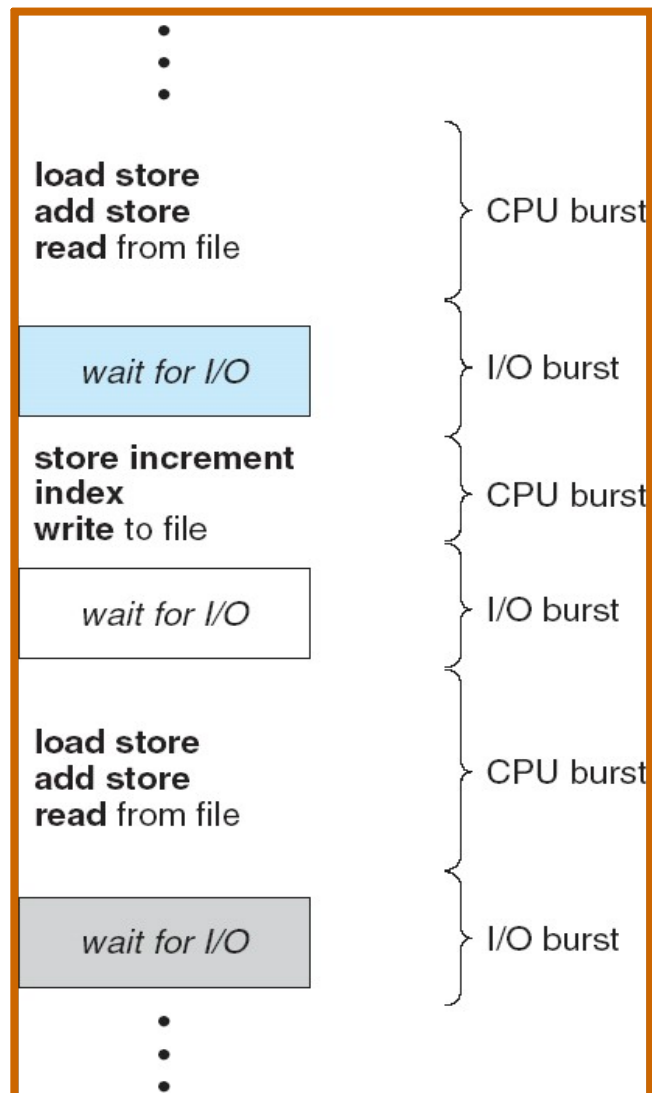 load store
add store
read from file
CPU burst
wait for I/O
I/O burst
store increment
index
write to file
CPU burst
wait for I/O
I/O burst
load store
add store
read from file
CPU burst
wait for I/O
I/O burst